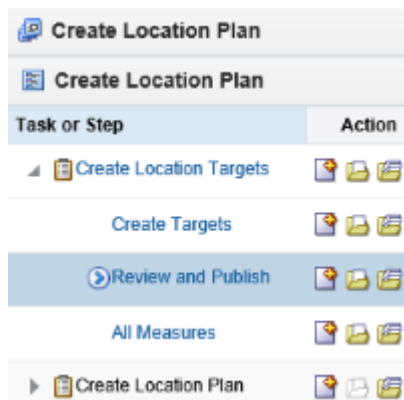 Create Location Plan
Create Location Plan
Task or Step Action
Create Location Targets
Create Targets
Review and Publish
All Measures
Create Location Plan